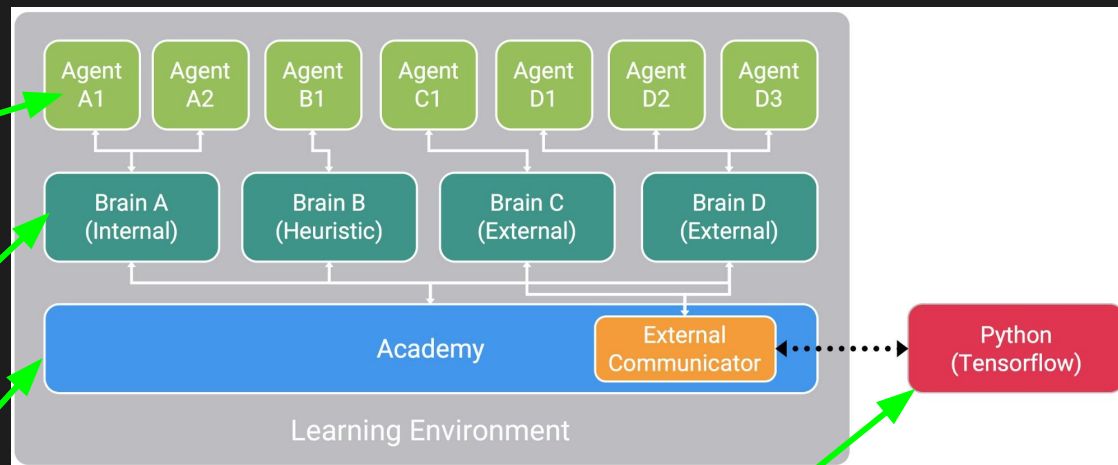 Agent
A1
Agent
A2
Agent
B1
Agent
C1
Agent
D1
Agent
D2
Agent
D3
Brain A
(Internal)
Brain B
(Heuristic)
Brain C
(External)
Brain D
(External)
Academy
External
Communicator
Python
(Tensorflow)
Learning Environment